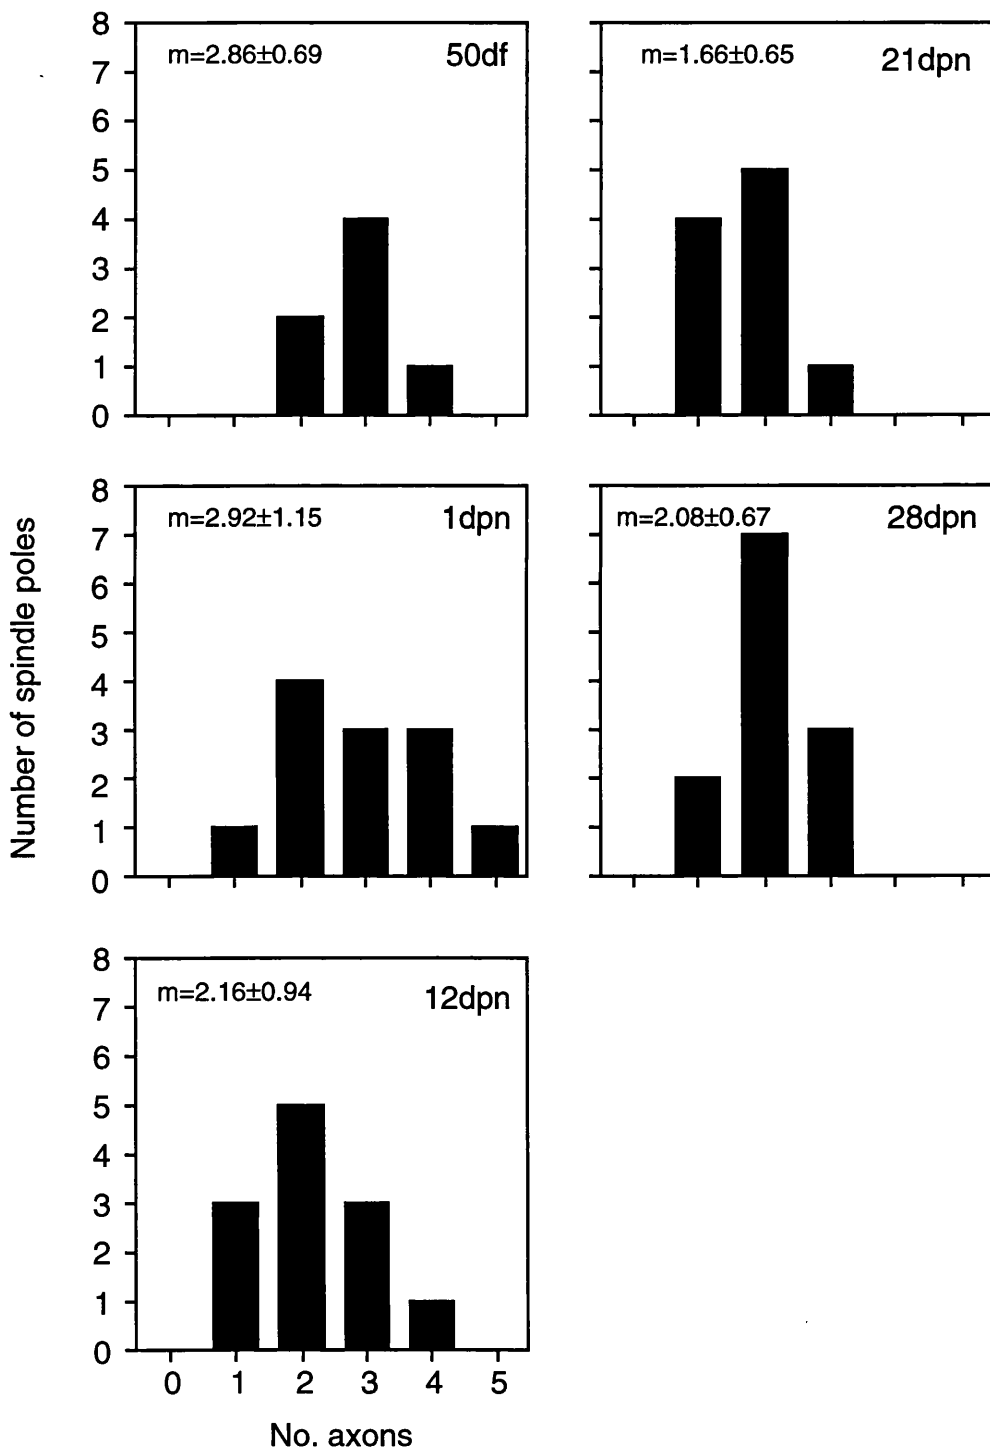 Number of spindle poles
8
7
6
5
4
3
2
1
0
m=2.86±0.69
50df
m=1.66±0.65
21dpn
8
7
6
5
4
3
2
1
0
m=2.92±1.15
1dpn
m=2.08±0.67
28dpn
8
7
6
5
4
3
2
1
0
m=2.16±0.94
12dpn
0 1 2 3 4 5
No. axons